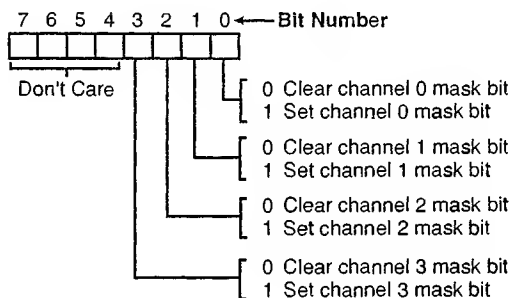 7 6 5 4 3 2 1 0 Bit Number
Don't Care
0 Clear channel 0 mask bit
1 Set channel 0 mask bit
0 Clear channel 1 mask bit
1 Set channel 1 mask bit
0 Clear channel 2 mask bit
1 Set channel 2 mask bit
0 Clear channel 3 mask bit
1 Set channel 3 mask bit